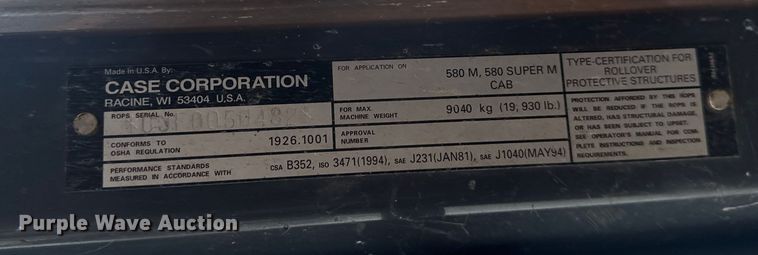 Made in U.S.A. By:
CASE CORPORATION
RACINE, WI 53404 U.S.A.
ROPS SERIAL No.
CONFORMS TO
OSHA REGULATION 1926.1001
PERFORMANCE STANDARDS
MEASURED IN ACCORDANCE WITH CSA B352, ISO 3471(1994), SAE J231(JAN81), SAE J1040(MAY94)
FOR APPLICATION ON 580 M, 580 SUPER M
CAB
FOR MAX.
MACHINE WEIGHT 9040 kg (19, 930 lb.)
APPROVAL
NUMBER
TYPE-CERTIFICATION FOR
ROLLOVER
PROTECTIVE STRUCTURES
PROTECTION AFFORDED BY THIS ROPS
WILL BE REDUCED IF THE ROPS IS
ALTERED, HAS STRUCTURAL DAMAGE,
OR HAS BEEN SUBJECT TO UPSET.
SEE OPERATOR'S MANUAL FOR COM-
PLETE INSTRUCTIONS AND INSPECTION
REQUIREMENTS.
Purple Wave Auction